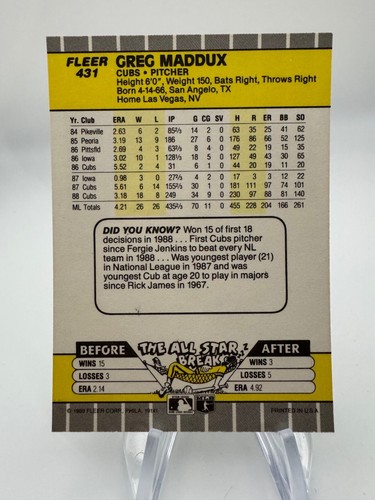 FLEER 431
GREG MADDUX
CUBS • PITCHER
Height 6'0", Weight 150, Bats Right, Throws Right
Born 4-14-66, San Angelo, TX
Home Las Vegas, NV
Yr. Club ERA W L IP G CG SV H R ER BB SO
84 Pikeville 2.63 6 2 85⅔ 14 2 0 63 35 25 41 62
85 Peoria 3.19 13 9 186 27 6 0 176 86 66 52 125
86 Pittsfld 2.69 4 3 63⅔ 8 4 0 49 22 19 15 35
86 Iowa 3.02 10 1 128⅓ 18 5 0 127 49 43 30 65
86 Cubs 5.52 2 4 31 6 1 0 44 20 19 11 20
87 Iowa 0.98 3 0 27⅔ 4 2 0 17 3 3 12 22
87 Cubs 5.61 6 14 155⅔ 30 1 0 181 111 97 74 101
88 Cubs 3.18 18 8 249 34 9 0 230 97 88 81 140
ML Totals 4.21 26 26 435⅔ 70 11 0 455 228 204 166 261
DID YOU KNOW? Won 15 of first 18
decisions in 1988 . . . First Cubs pitcher
since Fergie Jenkins to beat every NL
team in 1988 . . . Was youngest player (21)
in National League in 1987 and was
youngest Cub at age 20 to play in majors
since Rick James in 1967.
BEFORE THE ALL STAR BREAK AFTER
WINS 15 WINS 3
LOSSES 3 LOSSES 5
ERA 2.14 ERA 4.92
© 1989 FLEER CORP., PHILA. 19141 PRINTED IN U.S.A.